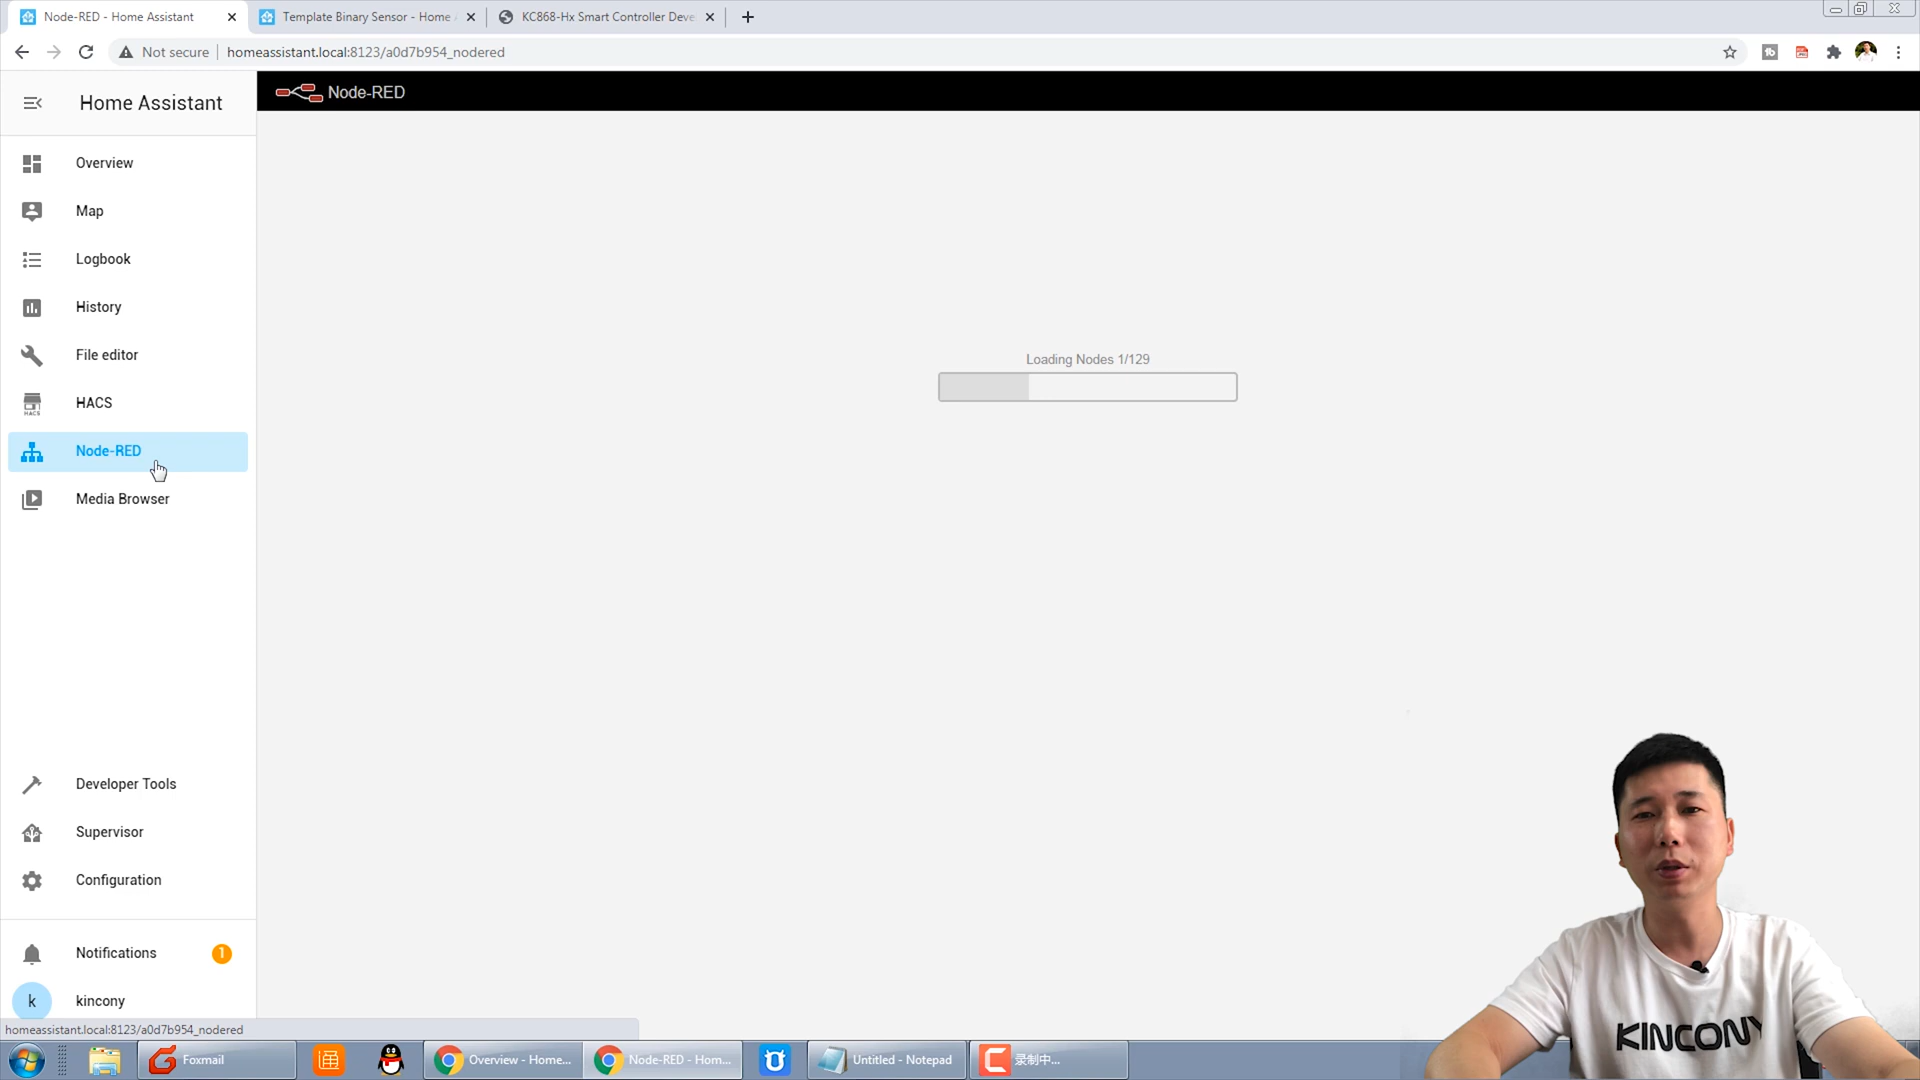 Node-RED - Home Assistant
Template Binary Sensor - Home
KC868-Hx Smart Controller Deve
Not secure
homeassistant.local:8123/a0d7b954_nodered
Home Assistant
Node-RED
Overview
Map
Logbook
History
File editor
HACS
HACS
Node-RED
Media Browser
Loading Nodes 1/129
Developer Tools
Supervisor
Configuration
Notifications
1
k
kincony
homeassistant.local:8123/a0d7b954_nodered
KINCONY
Foxmail
Overview - Home...
Node-RED - Hom...
Untitled - Notepad
录制中...